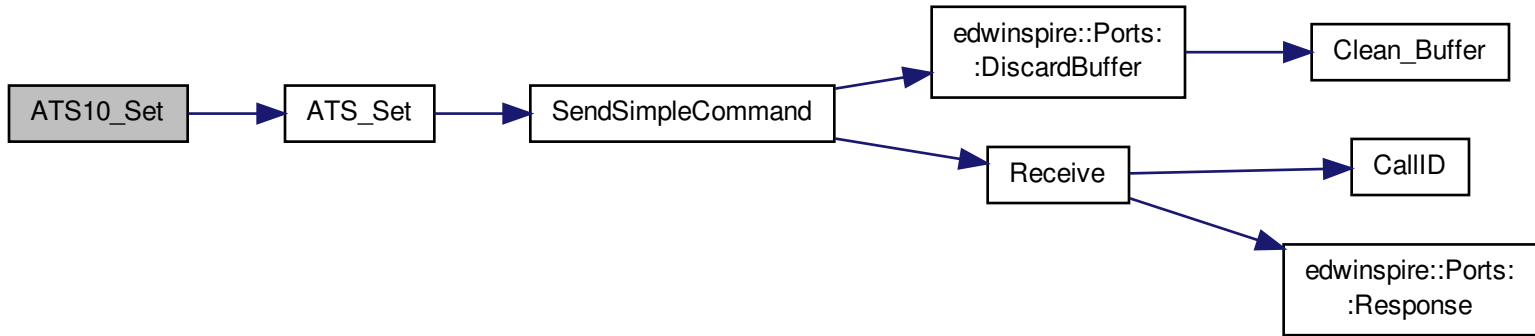 ATS10_Set
ATS_Set
SendSimpleCommand
edwinspire::Ports:
:DiscardBuffer
Clean_Buffer
Receive
CallID
edwinspire::Ports:
:Response